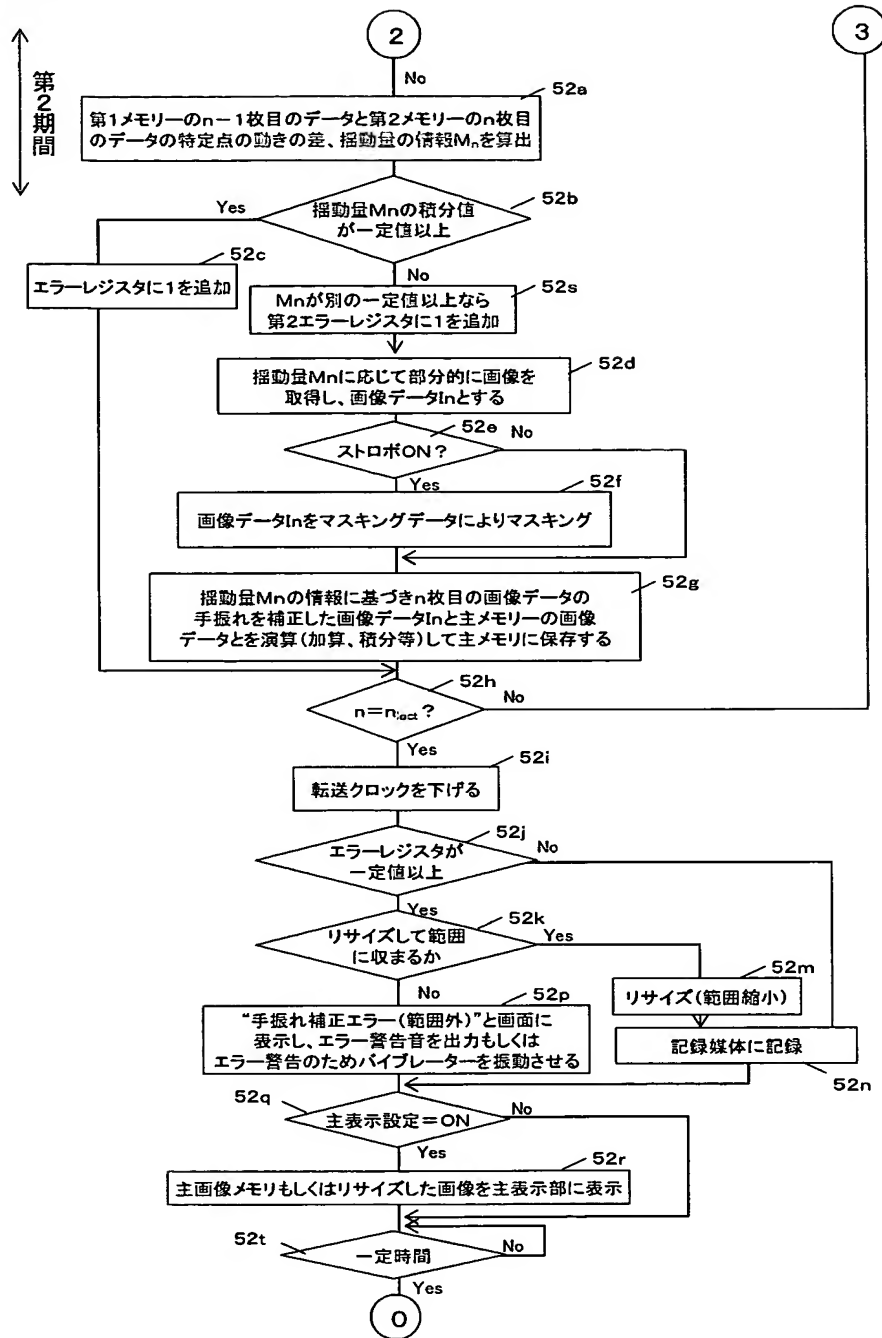 2
3
No
第2期間
52a
第1メモリーのn-1枚目のデータと第2メモリーのn枚目
のデータの特定点の動きの差、揺動量の情報Mnを算出
52b
Yes
揺動量Mnの積分値
が一定値以上
52c
エラーレジスタに1を追加
No
52s
Mnが別の一定値以上なら
第2エラーレジスタに1を追加
52d
揺動量Mnに応じて部分的に画像を
取得し、画像データInとする
52e
ストロボON?
No
Yes
52f
画像データInをマスキングデータによりマスキング
52g
揺動量Mnの情報に基づきn枚目の画像データの
手振れを補正した画像データInと主メモリーの画像
データとを演算(加算、積分等)して主メモリに保存する
52h
n=nlast?
No
Yes
52i
転送クロックを下げる
52j
エラーレジスタが
一定値以上
No
Yes
52k
リサイズして範囲
に収まるか
Yes
52m
リサイズ(範囲縮小)
No
52p
“手振れ補正エラー(範囲外)”と画面に
表示し、エラー警告音を出力もしくは
エラー警告のためバイブレーターを振動させる
記録媒体に記録
52n
52q
主表示設定=ON
No
Yes
52r
主画像メモリもしくはリサイズした画像を主表示部に表示
52t
一定時間
No
Yes
0